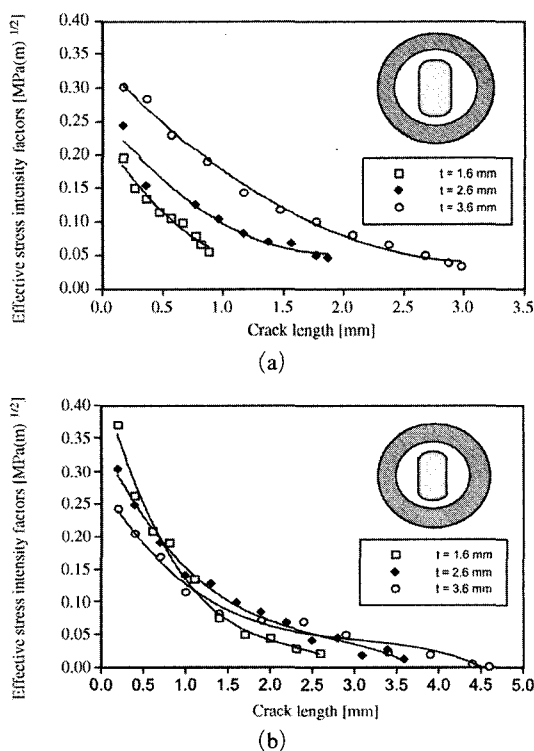 Effective stress intensity factors [MPa(m) 1/2]
0.40
0.35
0.30
0.25
0.20
0.15
0.10
0.05
0.00
t = 1.6 mm
t = 2.6 mm
t = 3.6 mm
0.0 0.5 1.0 1.5 2.0 2.5 3.0 3.5
Crack length [mm]
(a)
Effective stress intensity factors [MPa(m) 1/2]
0.40
0.35
0.30
0.25
0.20
0.15
0.10
0.05
0.00
t = 1.6 mm
t = 2.6 mm
t = 3.6 mm
0.0 0.5 1.0 1.5 2.0 2.5 3.0 3.5 4.0 4.5 5.0
Crack length [mm]
(b)